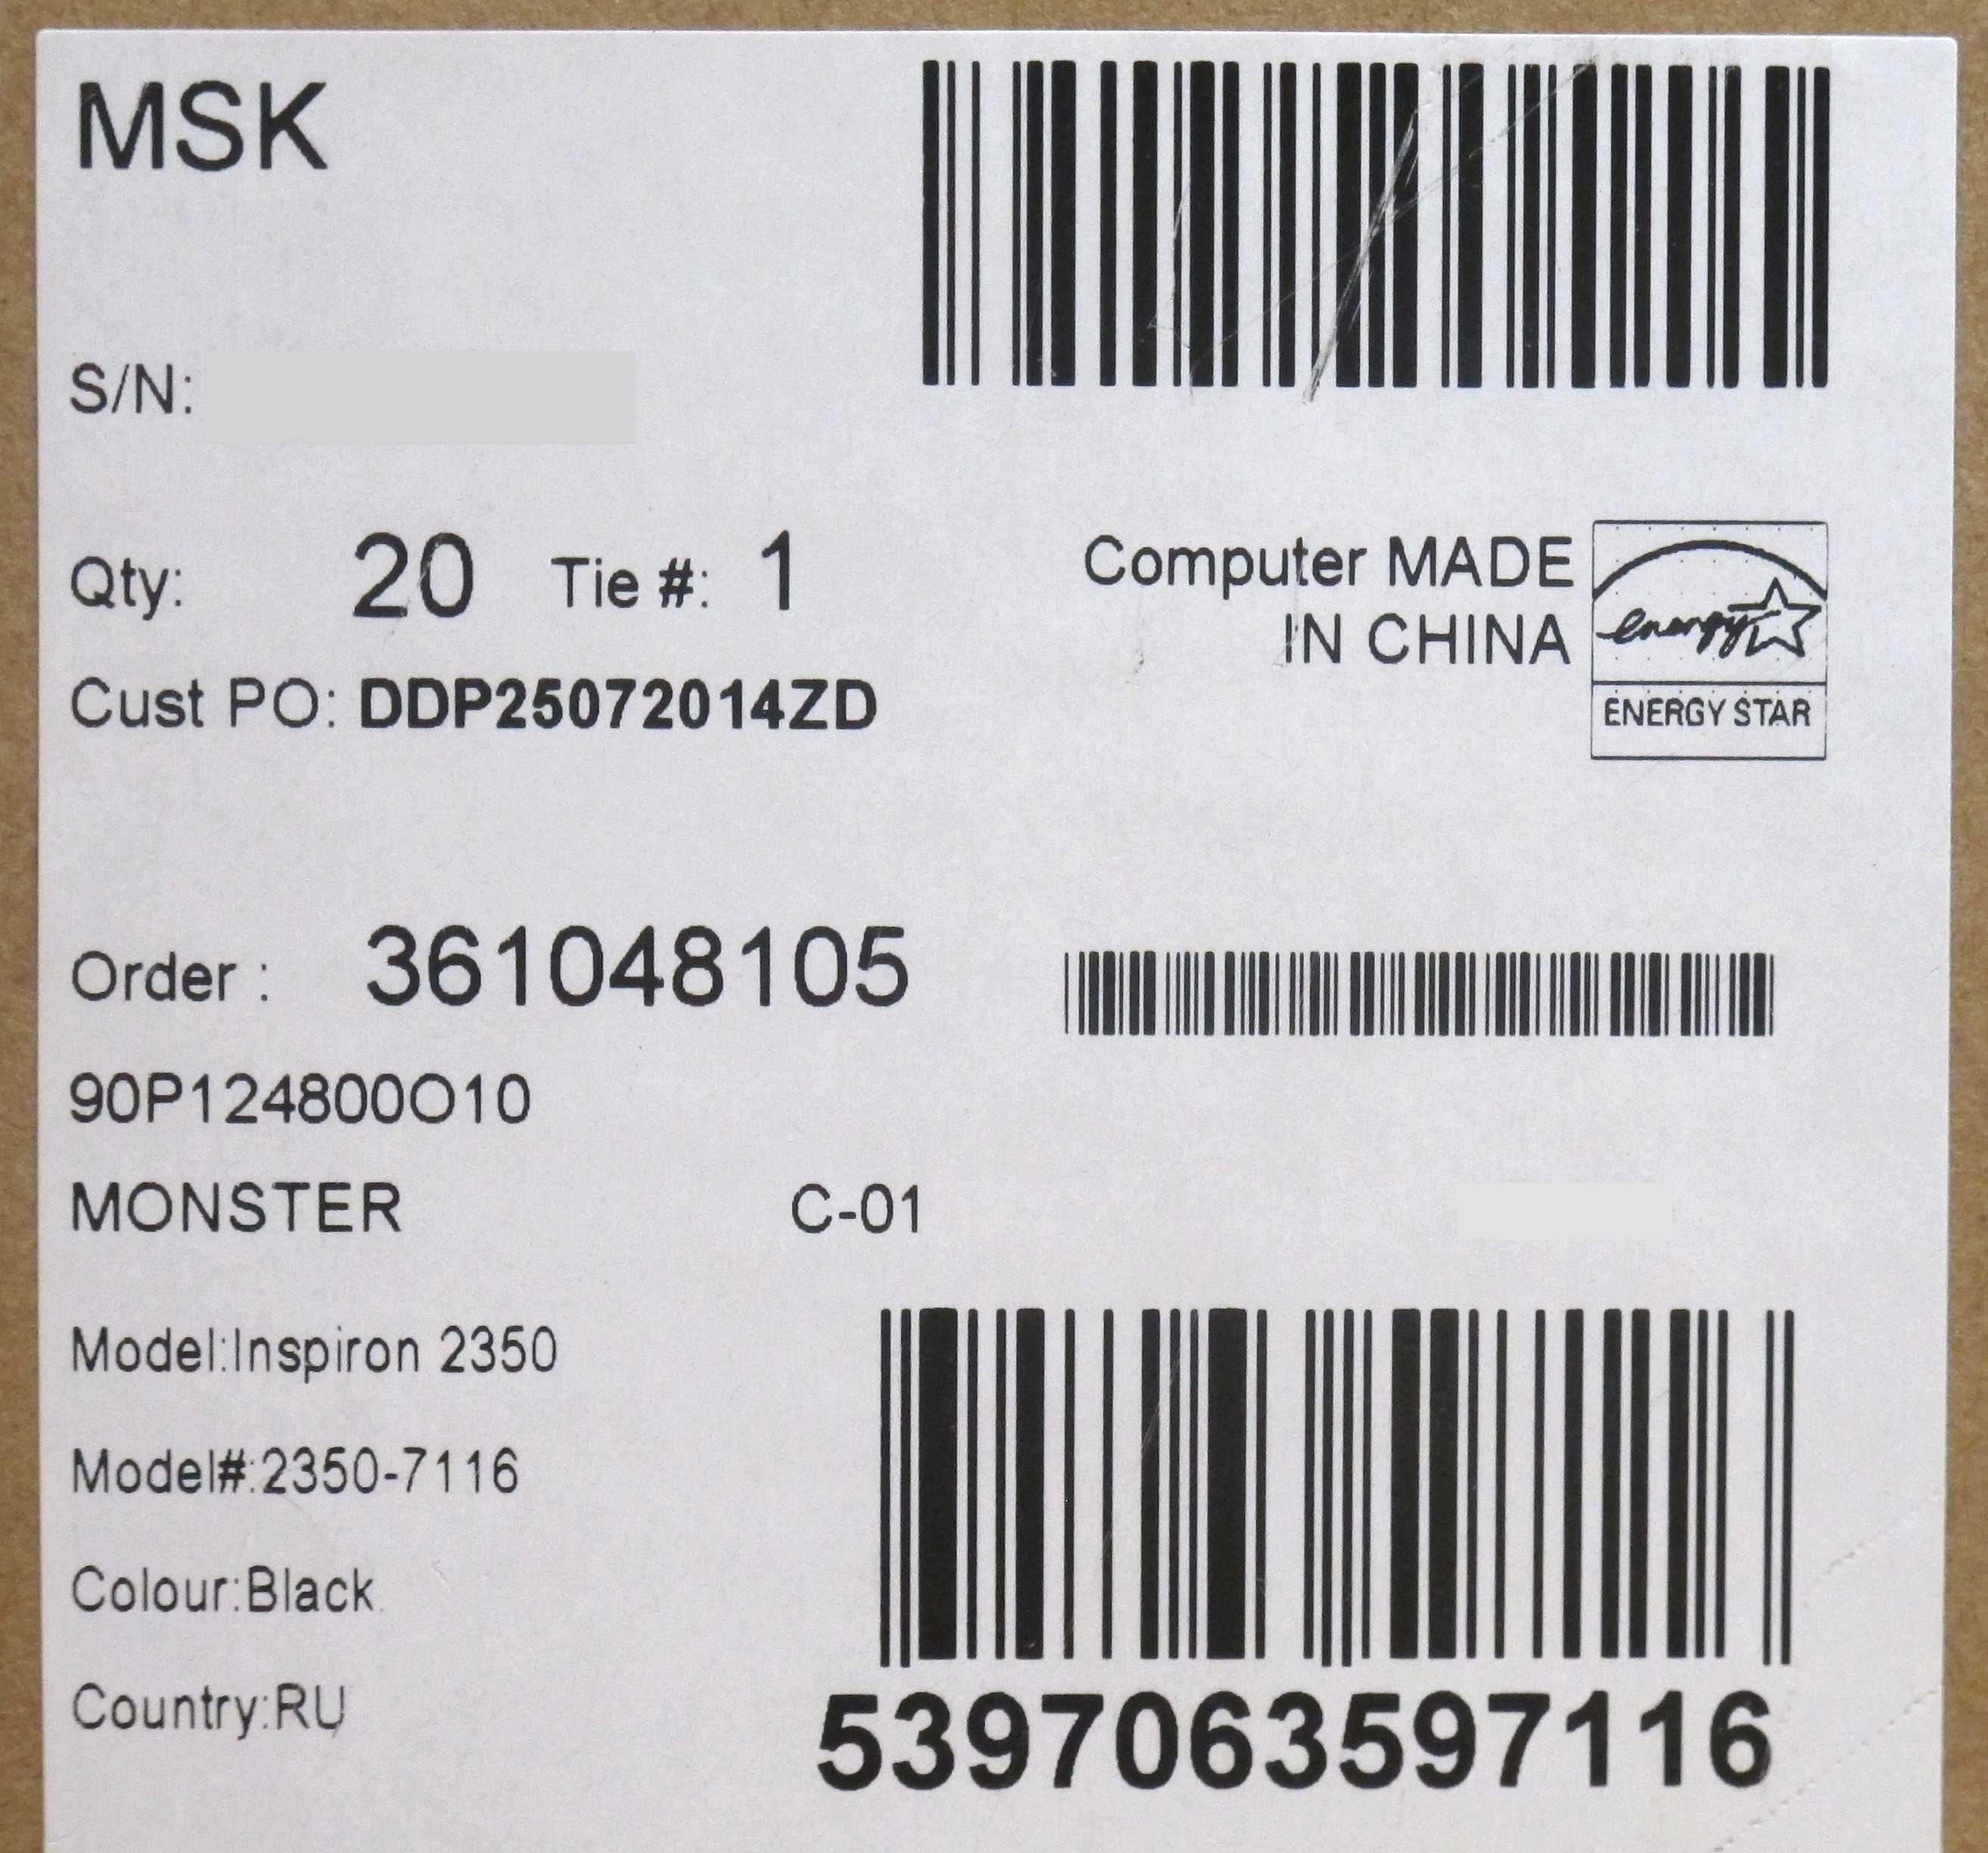 MSK
S/N:
Qty: 20 Tie #: 1
Computer MADE
IN CHINA
energy
ENERGY STAR
Cust PO: DDP25072014ZD
Order : 361048105
90P124800O10
MONSTER C-01
Model:Inspiron 2350
Model#:2350-7116
Colour:Black
Country:RU
5397063597116